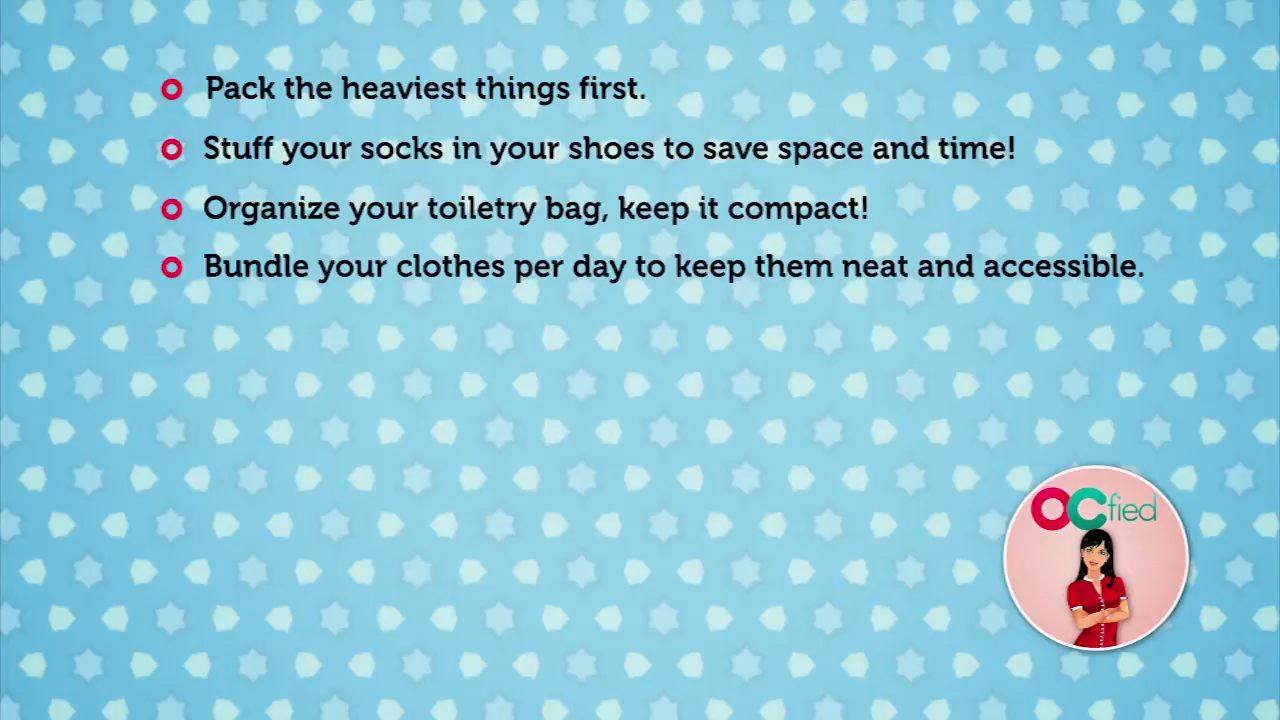 Pack the heaviest things first.
Stuff your socks in your shoes to save space and time!
Organize your toiletry bag, keep it compact!
Bundle your clothes per day to keep them neat and accessible.
OCfied